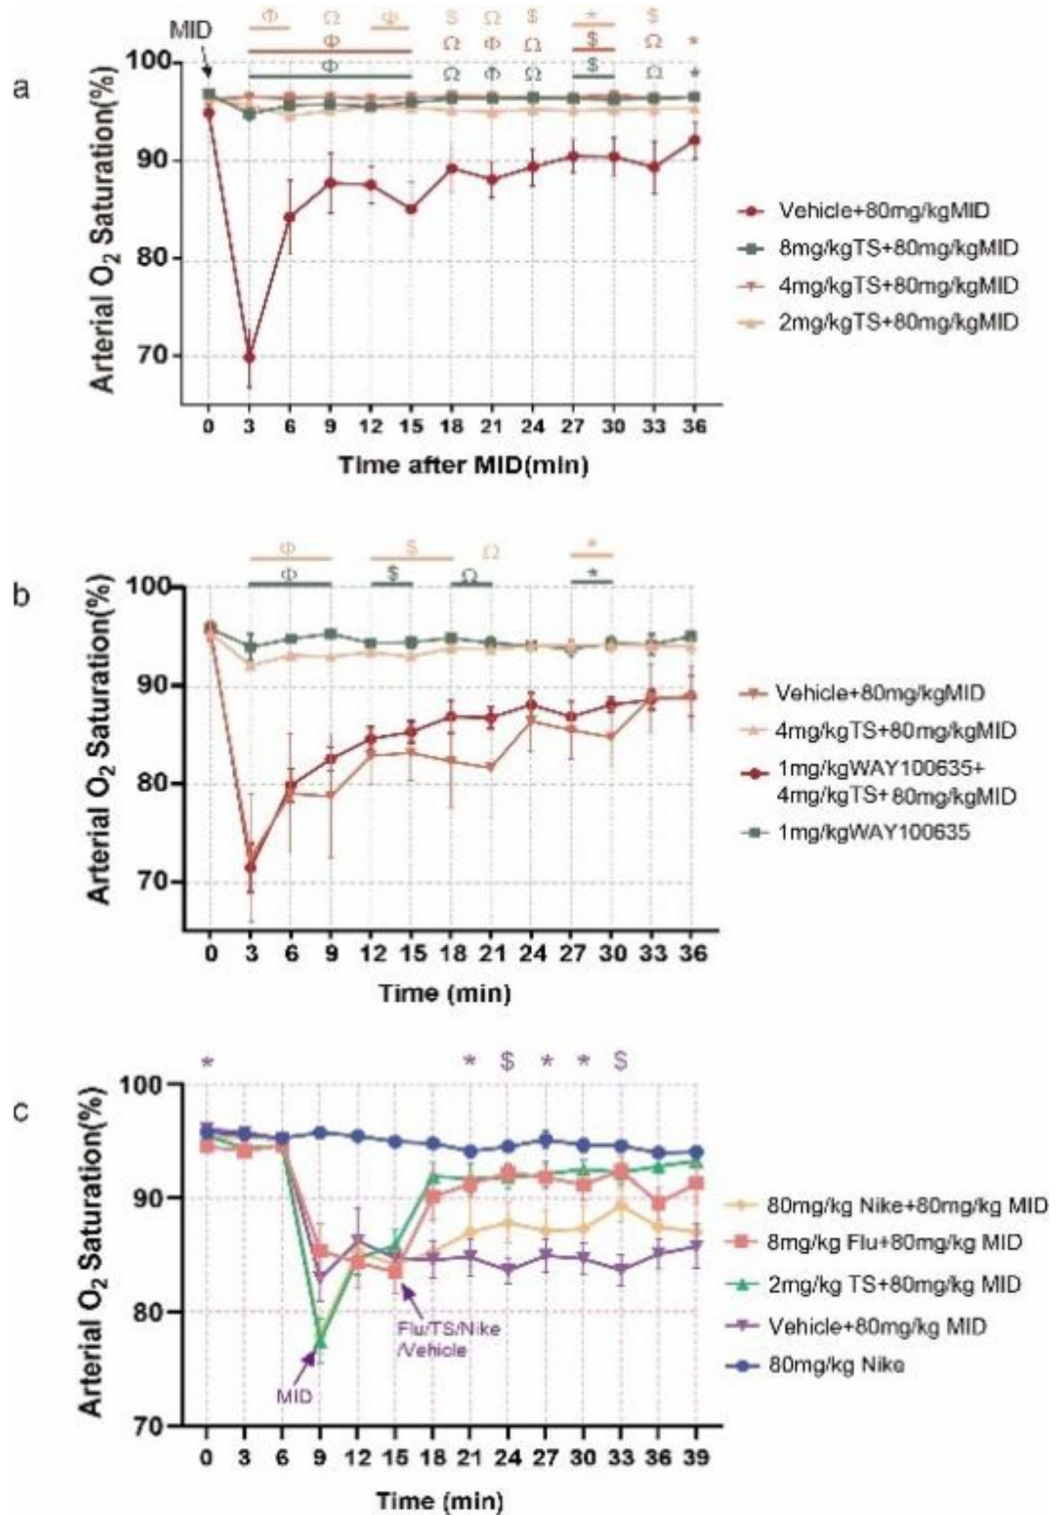 Φ Ω Φ $ Ω $ * $
MID
Φ Ω Φ Ω $ Ω *
a
Φ Ω Φ Ω $ Ω *
100
90
80
70
Arterial O2 Saturation(%)
0 3 6 9 12 15 18 21 24 27 30 33 36
Time after MID(min)
Vehicle+80mg/kgMID
8mg/kgTS+80mg/kgMID
4mg/kgTS+80mg/kgMID
2mg/kgTS+80mg/kgMID
b
Φ $ Ω *
Φ $ Ω *
100
90
80
70
Arterial O2 Saturation(%)
0 3 6 9 12 15 18 21 24 27 30 33 36
Time (min)
Vehicle+80mg/kgMID
4mg/kgTS+80mg/kgMID
1mg/kgWAY100635+
4mg/kgTS+80mg/kgMID
1mg/kgWAY100635
c
* * $ * * $
100
90
80
70
Arterial O2 Saturation(%)
MID
Flu/TS/Nike
/Vehicle
0 3 6 9 12 15 18 21 24 27 30 33 36 39
Time (min)
80mg/kg Nike+80mg/kg MID
8mg/kg Flu+80mg/kg MID
2mg/kg TS+80mg/kg MID
Vehicle+80mg/kg MID
80mg/kg Nike